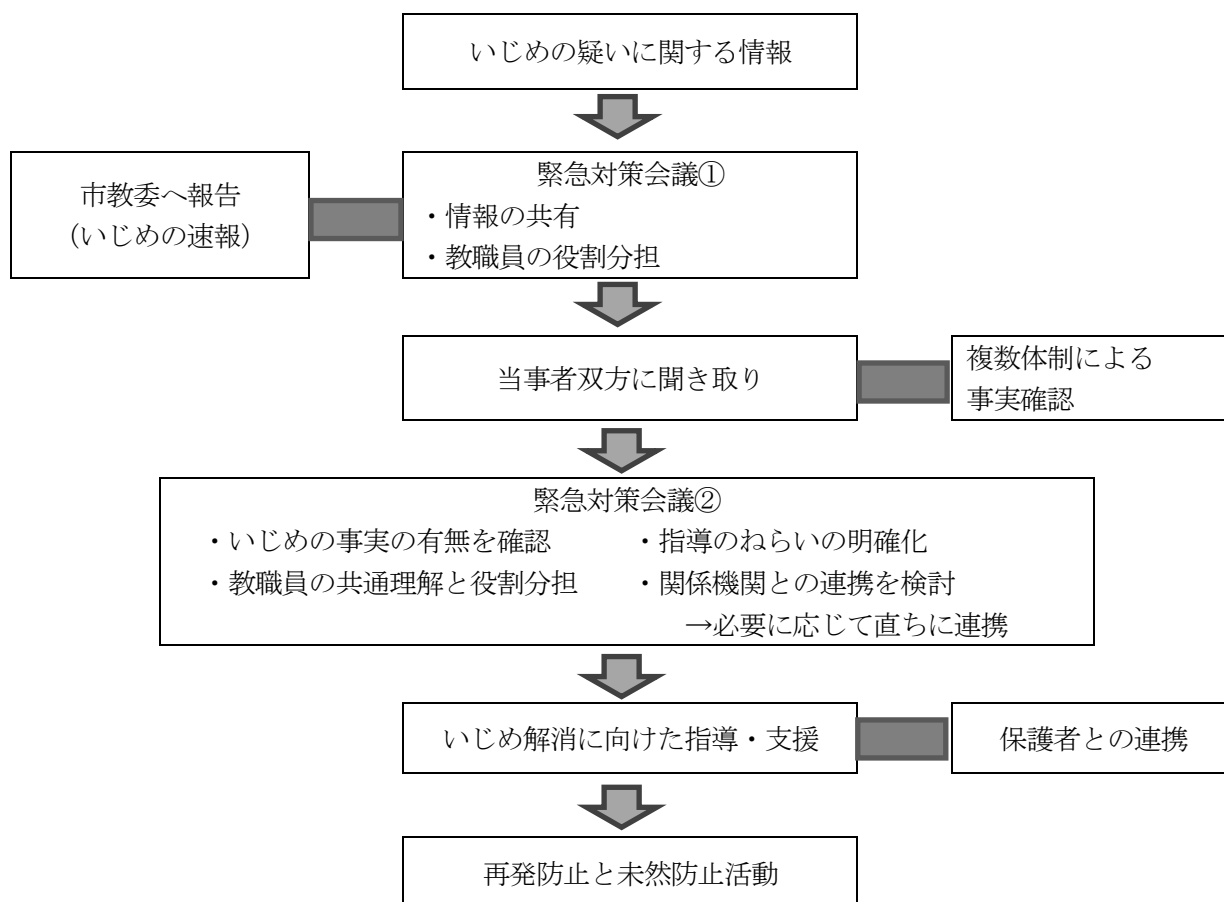 いじめの疑いに関する情報
市教委へ報告
(いじめの速報)
緊急対策会議①
・情報の共有
・教職員の役割分担
当事者双方に聞き取り
複数体制による
事実確認
緊急対策会議②
・いじめの事実の有無を確認
・教職員の共通理解と役割分担
・指導のねらいの明確化
・関係機関との連携を検討
→必要に応じて直ちに連携
いじめ解消に向けた指導・支援
保護者との連携
再発防止と未然防止活動